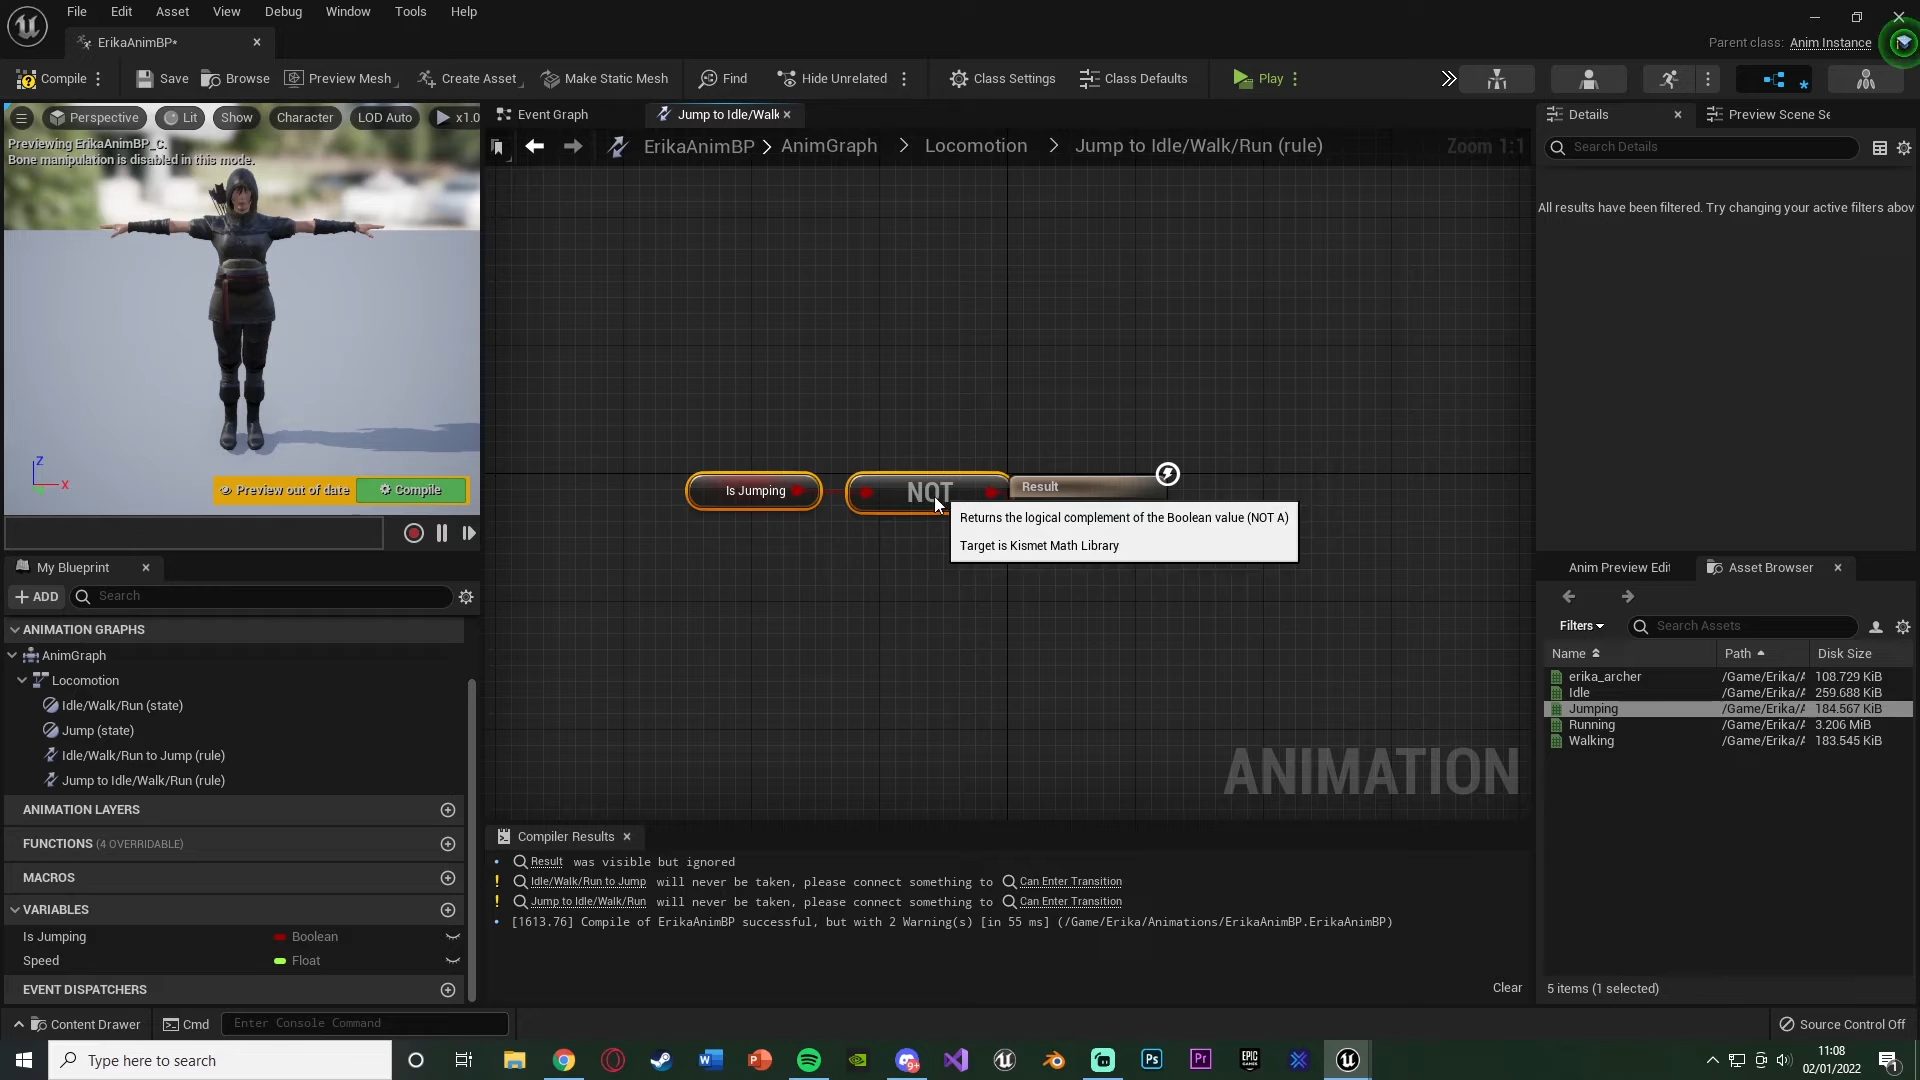 File Edit Asset View Debug Window Tools Help
ErikaAnimBP*
Parent class: Anim Instance
Compile Save Browse Preview Mesh Create Asset Make Static Mesh Find Hide Unrelated Class Settings Class Defaults Play
Perspective Lit Show Character LOD Auto x1.0
Previewing ErikaAnimBP_C.
Bone manipulation is disabled in this mode.
Z
X
Preview out of date Compile
Event Graph Jump to Idle/Walk
ErikaAnimBP > AnimGraph > Locomotion > Jump to Idle/Walk/Run (rule) Zoom 1:1
Is Jumping
NOT
Result
Returns the logical complement of the Boolean value (NOT A)
Target is Kismet Math Library
ANIMATION
Details Preview Scene Se
Search Details
All results have been filtered. Try changing your active filters abov
My Blueprint
+ ADD Search
ANIMATION GRAPHS
AnimGraph
Locomotion
Idle/Walk/Run (state)
Jump (state)
Idle/Walk/Run to Jump (rule)
Jump to Idle/Walk/Run (rule)
ANIMATION LAYERS
FUNCTIONS (4 OVERRIDABLE)
MACROS
VARIABLES
Is Jumping Boolean
Speed Float
EVENT DISPATCHERS
Compiler Results
Result was visible but ignored
! Idle/Walk/Run to Jump will never be taken, please connect something to Can Enter Transition
! Jump to Idle/Walk/Run will never be taken, please connect something to Can Enter Transition
[1613.76] Compile of ErikaAnimBP successful, but with 2 Warning(s) [in 55 ms] (/Game/Erika/Animations/ErikaAnimBP.ErikaAnimBP)
Clear
Anim Preview Edit Asset Browser
Filters Search Assets
Name Path Disk Size
erika_archer /Game/Erika/A 108.729 KiB
Idle /Game/Erika/A 259.688 KiB
Jumping /Game/Erika/A 184.567 KiB
Running /Game/Erika/A 3.206 MiB
Walking /Game/Erika/A 183.545 KiB
5 items (1 selected)
Content Drawer Cmd Enter Console Command Source Control Off
Type here to search
W P 9+ Ps Pr EPIC GAMES
11:08
02/01/2022
1